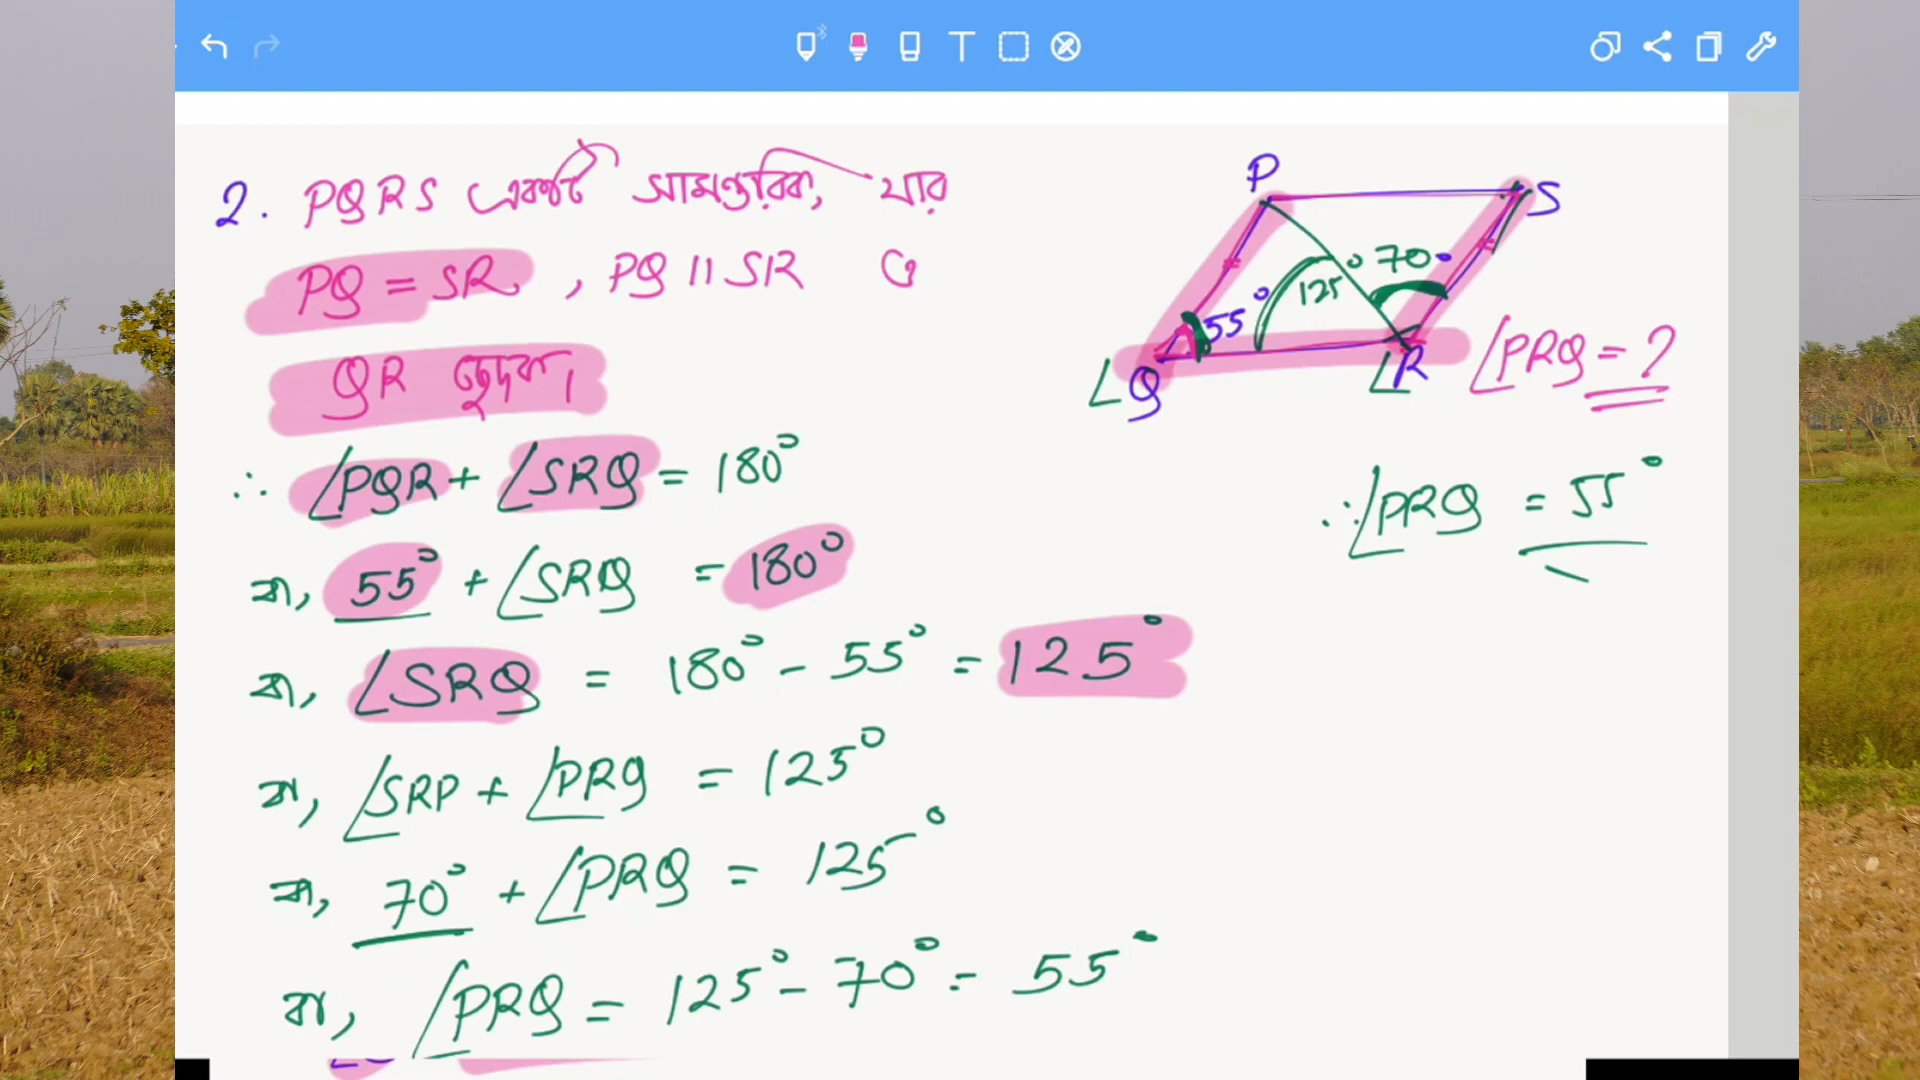 2. PQRS একটি সামন্তরিক, যার
PQ = SR, PQ || SR ও
QR ছেদক।
∴ ∠PQR + ∠SRQ = 180°
বা, 55° + ∠SRQ = 180°
বা, ∠SRQ = 180° - 55° = 125°
বা, ∠SRP + ∠PRQ = 125°
বা, 70° + ∠PRQ = 125°
বা, ∠PRQ = 125° - 70° = 55°
P
S
70°
125°
55°
∠Q
∠R
∠PRQ = ?
∴ ∠PRQ = 55°